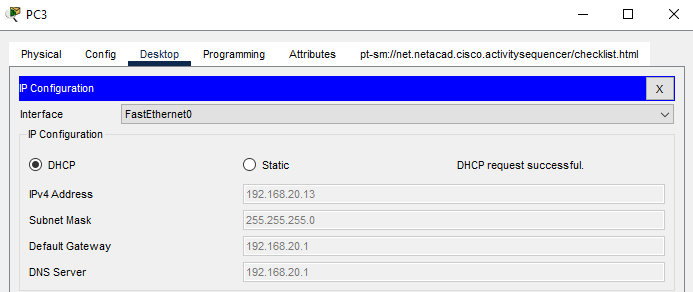 PC3
Physical Config Desktop Programming Attributes pt-sm://net.netacad.cisco.activitysequencer/checklist.html
IP Configuration X
Interface FastEthernet0
IP Configuration
DHCP Static DHCP request successful.
IPv4 Address 192.168.20.13
Subnet Mask 255.255.255.0
Default Gateway 192.168.20.1
DNS Server 192.168.20.1